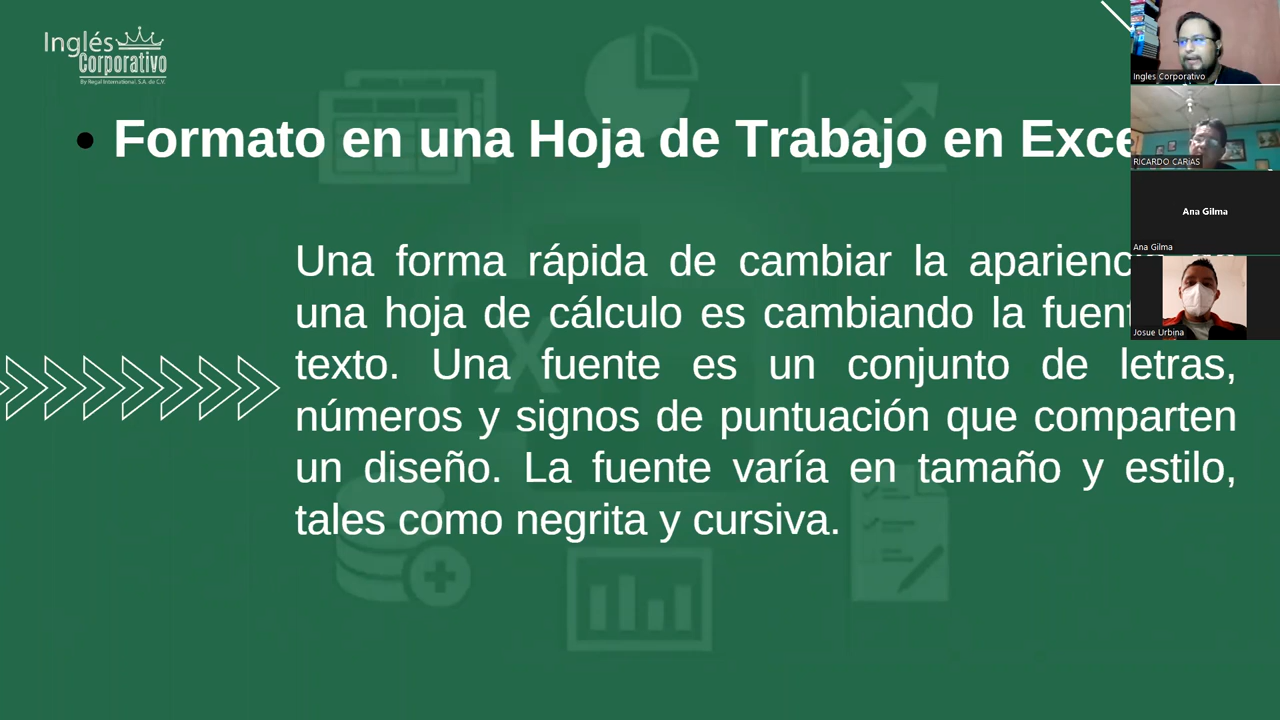 Inglés
Corporativo
By Regal International, S.A. de C.V.
• Formato en una Hoja de Trabajo en Exce
Una forma rápida de cambiar la aparienc
una hoja de cálculo es cambiando la fuent
texto. Una fuente es un conjunto de letras,
números y signos de puntuación que comparten
un diseño. La fuente varía en tamaño y estilo,
tales como negrita y cursiva.
Ingles Corporativo
RICARDO CARIAS
Ana Gilma
Ana Gilma
Josue Urbina